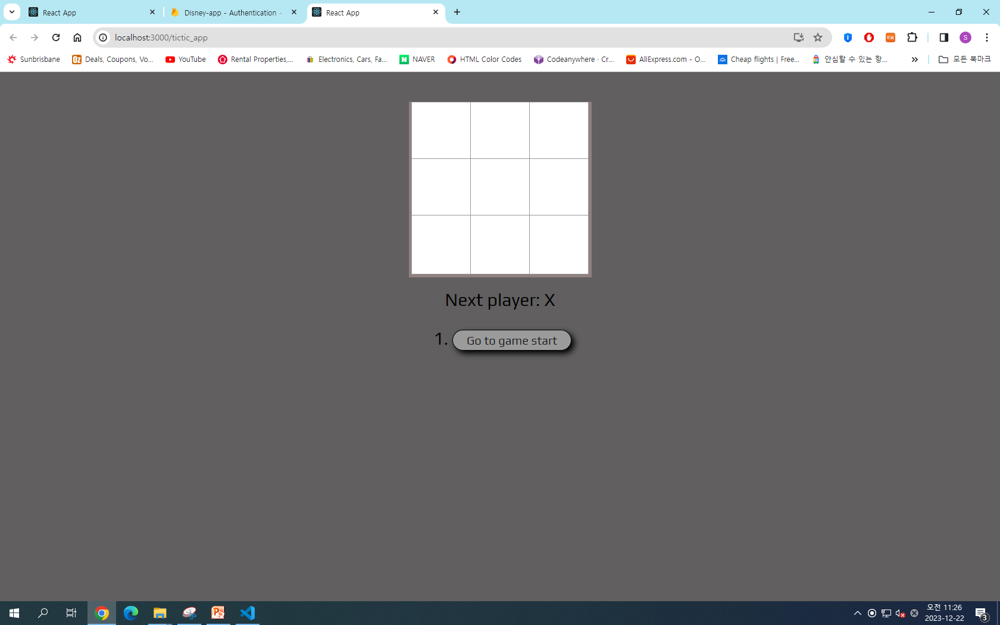 React App
Disney-app - Authentication -
React App
localhost:3000/tictic_app
S
Sunbrisbane
Deals, Coupons, Vo...
YouTube
Rental Properties,...
Electronics, Cars, Fa...
NAVER
HTML Color Codes
Codeanywhere · Cr...
AliExpress.com - O...
Cheap flights | Free...
안심할 수 있는 항...
모든 북마크
Next player: X
1. Go to game start
오전 11:26
2023-12-22
3